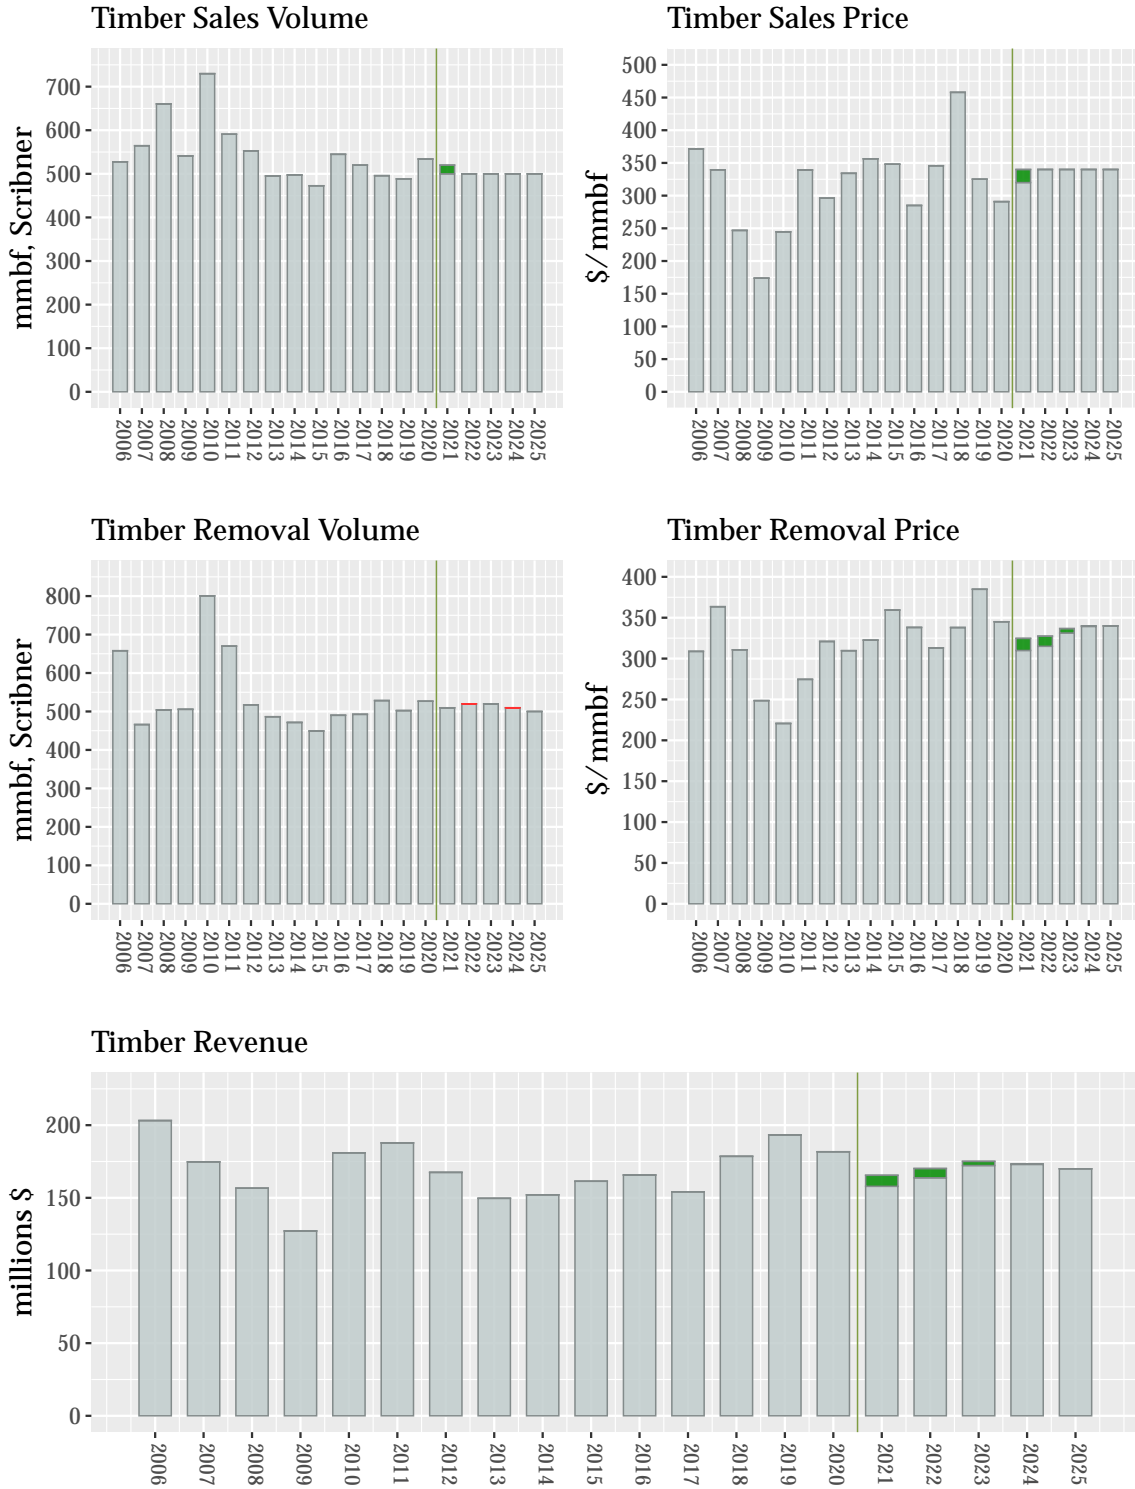 Timber Sales Volume
mmbf, Scribner
700
600
500
400
300
200
100
0
2006 2007 2008 2009 2010 2011 2012 2013 2014 2015 2016 2017 2018 2019 2020 2021 2022 2023 2024 2025
Timber Sales Price
$/mmbf
500
450
400
350
300
250
200
150
100
50
0
2006 2007 2008 2009 2010 2011 2012 2013 2014 2015 2016 2017 2018 2019 2020 2021 2022 2023 2024 2025
Timber Removal Volume
mmbf, Scribner
800
700
600
500
400
300
200
100
0
2006 2007 2008 2009 2010 2011 2012 2013 2014 2015 2016 2017 2018 2019 2020 2021 2022 2023 2024 2025
Timber Removal Price
$/mmbf
400
350
300
250
200
150
100
50
0
2006 2007 2008 2009 2010 2011 2012 2013 2014 2015 2016 2017 2018 2019 2020 2021 2022 2023 2024 2025
Timber Revenue
millions $
200
150
100
50
0
2006 2007 2008 2009 2010 2011 2012 2013 2014 2015 2016 2017 2018 2019 2020 2021 2022 2023 2024 2025